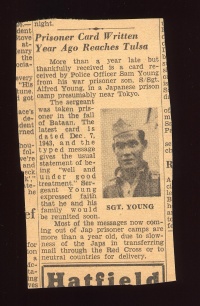 st.—night.
Prisoner Card Written
Year Ago Reaches Tulsa
More than a year late but
thankfully received is a card re-
ceived by Police Officer Sam Young
from his war prisoner son, S/Sgt.
Alfred Young, in a Japanese prison
camp presumably near Tokyo.
The sergeant
was taken pris-
oner in the fall
of Bataan. The
latest card is
dated Dec. 7,
1943, and the
typed message
gives the usual
statement of be-
ing "well and
under good
treatment." Ser-
geant Young
expressed faith
that he and his
family would
be reunited soon.
SGT. YOUNG
Most of the messages now com-
ing out of Jap prisoner camps are
more than a year old, due to slow-
ness of the Japs in transferring
mail through the Red Cross or by
neutral countries for delivery.
Hatfield